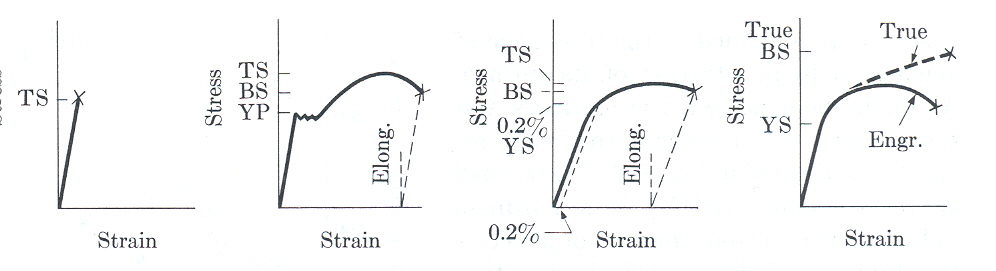 TS
Strain
Stress
TS
BS
YP
Elong.
Strain
Stress
TS
BS
0.2%
YS
Elong.
0.2%
Strain
Stress
True
BS
YS
True
Engr.
Strain